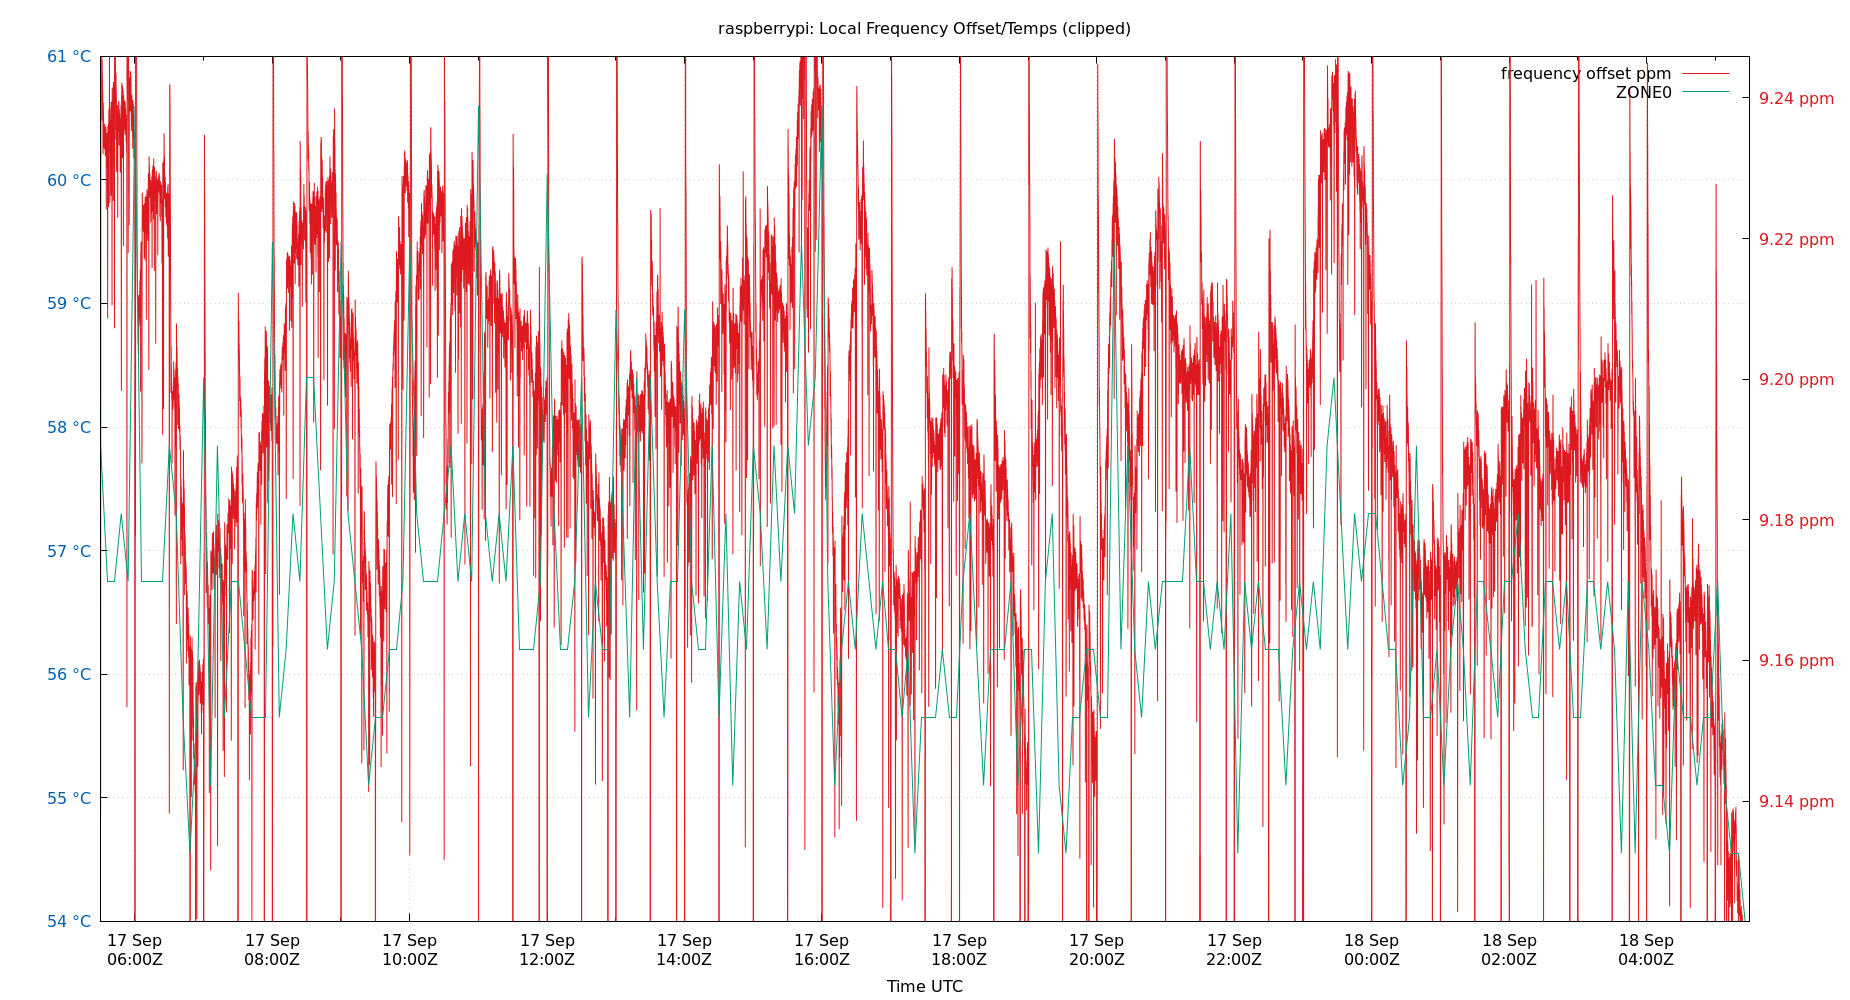 raspberrypi: Local Frequency Offset/Temps (clipped)
61 °C
60 °C
59 °C
58 °C
57 °C
56 °C
55 °C
54 °C
frequency offset ppm
ZONE0
9.24 ppm
9.22 ppm
9.20 ppm
9.18 ppm
9.16 ppm
9.14 ppm
17 Sep 17 Sep 17 Sep 17 Sep 17 Sep 17 Sep 17 Sep 17 Sep 17 Sep 18 Sep 18 Sep 18 Sep
06:00Z 08:00Z 10:00Z 12:00Z 14:00Z 16:00Z 18:00Z 20:00Z 22:00Z 00:00Z 02:00Z 04:00Z
Time UTC